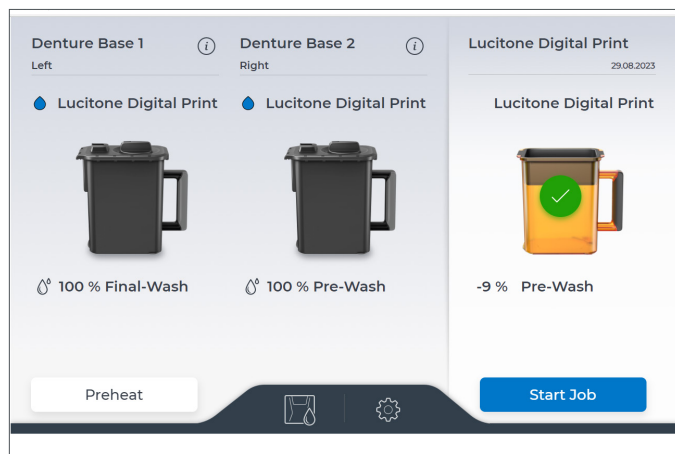 Denture Base 1
Left
Lucitone Digital Print
100 % Final-Wash
Preheat
Denture Base 2
Right
Lucitone Digital Print
100 % Pre-Wash
Lucitone Digital Print
29.08.2023
Lucitone Digital Print
-9 % Pre-Wash
Start Job